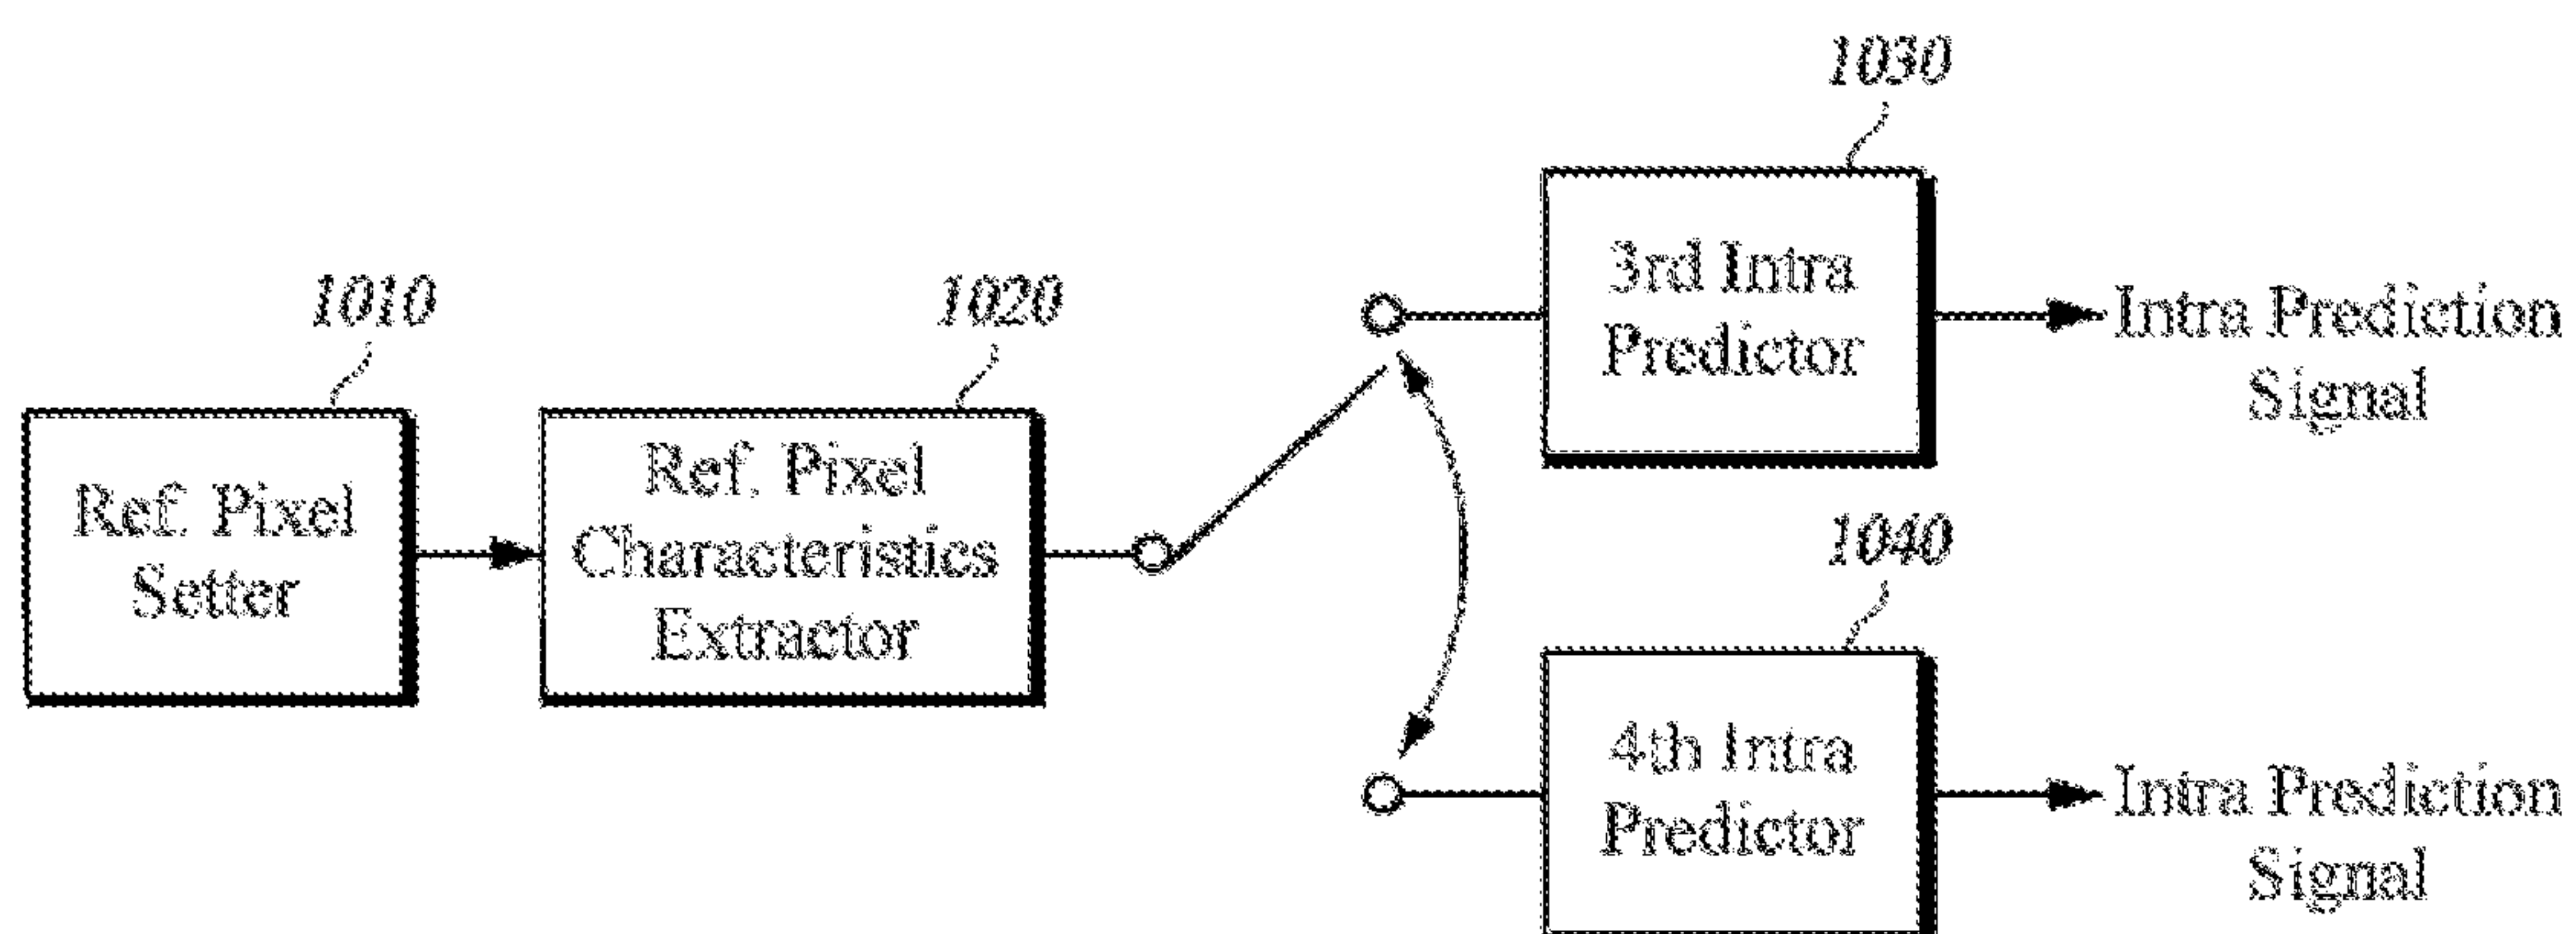 1010
Ref. Pixel
Setter
1020
Ref. Pixel
Characteristics
Extractor
1030
3rd Intra
Predictor
Intra Prediction
Signal
1040
4th Intra
Predictor
Intra Prediction
Signal